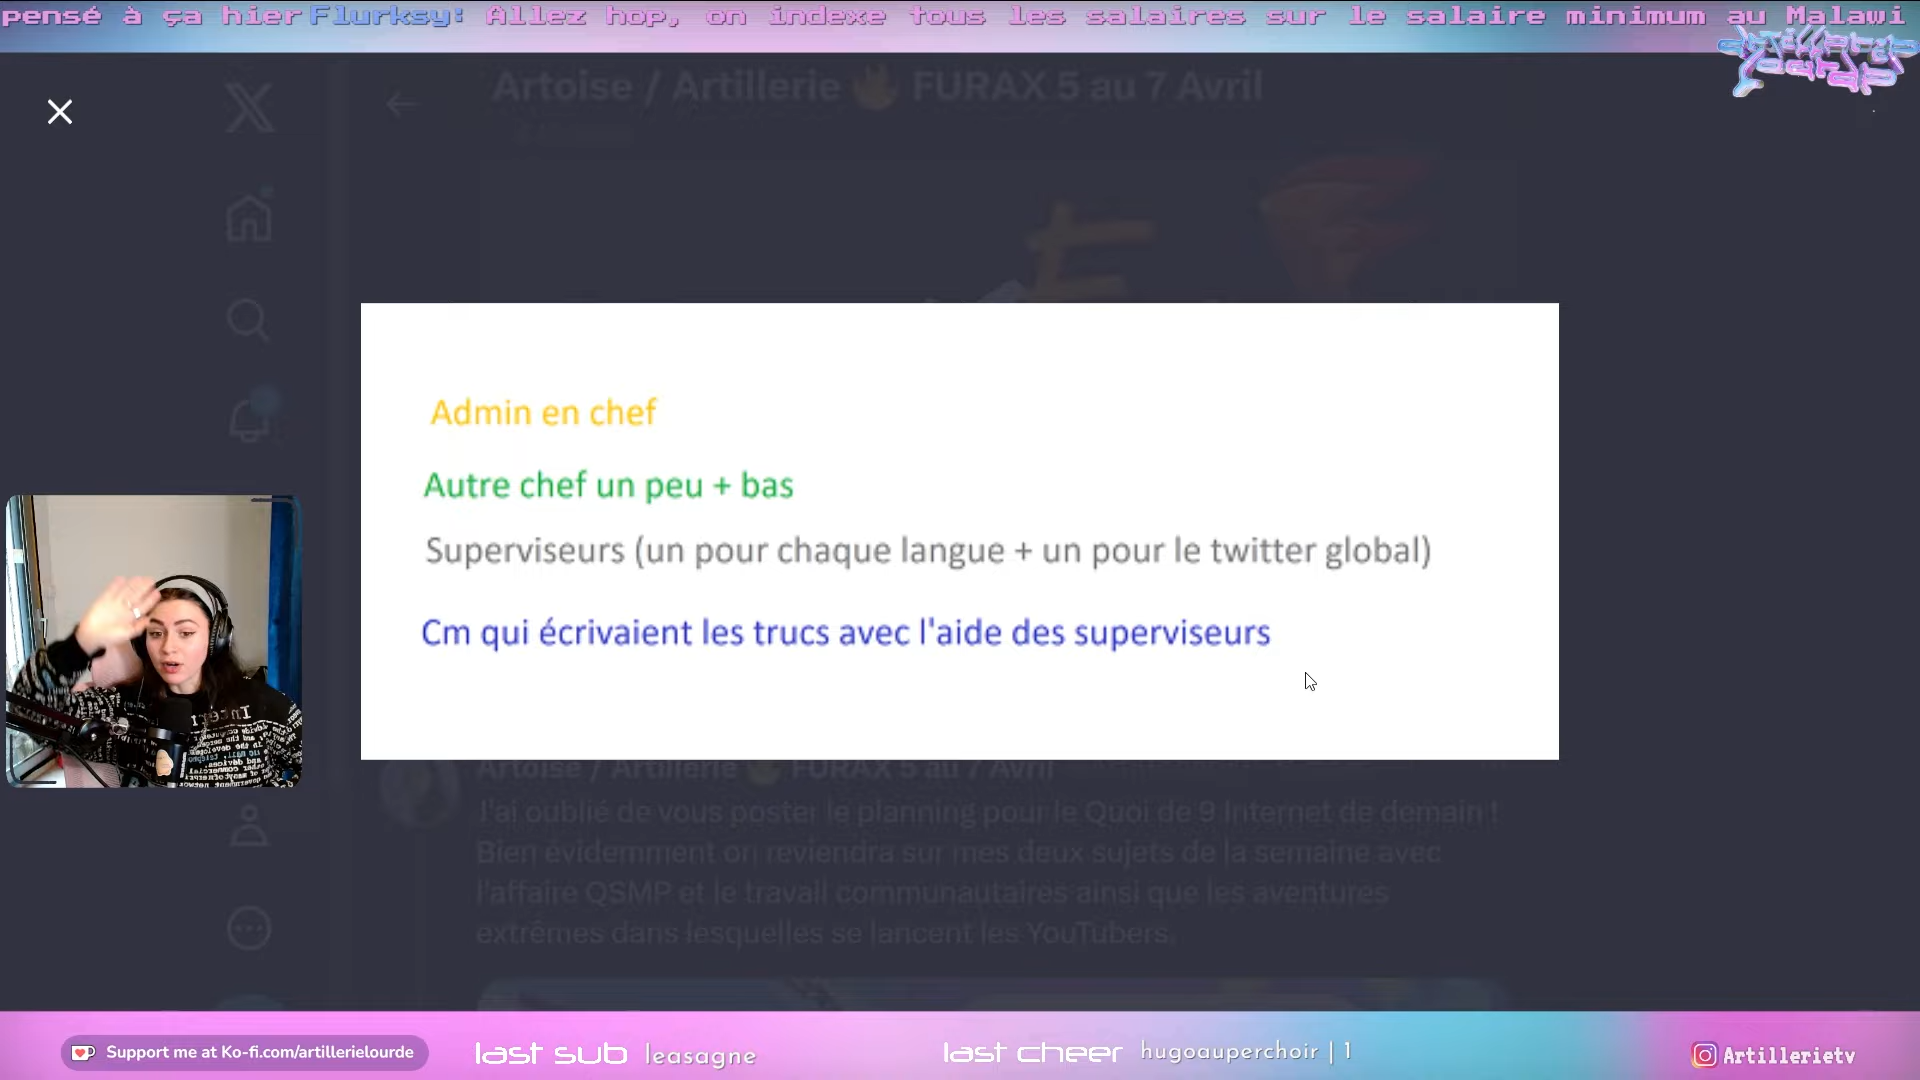 pensé à ça hier Flurksy: Allez hop, on indexe tous les salaires sur le salaire minimum au Malawi
Artoise / Artillerie FURAX 5 au 7 Avril
Admin en chef
Autre chef un peu + bas
Superviseurs (un pour chaque langue + un pour le twitter global)
Cm qui écrivaient les trucs avec l'aide des superviseurs
Artoise / Artillerie FURAX 5 au 7 Avril
J'ai oublié de vous poster le planning pour le Quoi de 9 Internet de demain !
Bien évidemment on reviendra sur mes deux sujets de la semaine avec
l'affaire QSMP et le travail communautaires ainsi que les aventures
extrêmes dans lesquelles se lancent les YouTubers.
Support me at Ko-fi.com/artillerielourde
last sub leasagne
last cheer hugoauperchoir | 1
Artillerietv